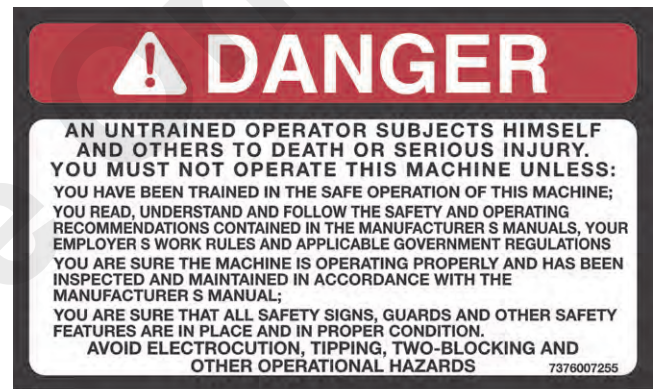 DANGER
AN UNTRAINED OPERATOR SUBJECTS HIMSELF
AND OTHERS TO DEATH OR SERIOUS INJURY.
YOU MUST NOT OPERATE THIS MACHINE UNLESS:
YOU HAVE BEEN TRAINED IN THE SAFE OPERATION OF THIS MACHINE;
YOU READ, UNDERSTAND AND FOLLOW THE SAFETY AND OPERATING
RECOMMENDATIONS CONTAINED IN THE MANUFACTURER S MANUALS, YOUR
EMPLOYER S WORK RULES AND APPLICABLE GOVERNMENT REGULATIONS
YOU ARE SURE THE MACHINE IS OPERATING PROPERLY AND HAS BEEN
INSPECTED AND MAINTAINED IN ACCORDANCE WITH THE
MANUFACTURER S MANUAL;
YOU ARE SURE THAT ALL SAFETY SIGNS, GUARDS AND OTHER SAFETY
FEATURES ARE IN PLACE AND IN PROPER CONDITION.
AVOID ELECTROCUTION, TIPPING, TWO-BLOCKING AND
OTHER OPERATIONAL HAZARDS 7376007255